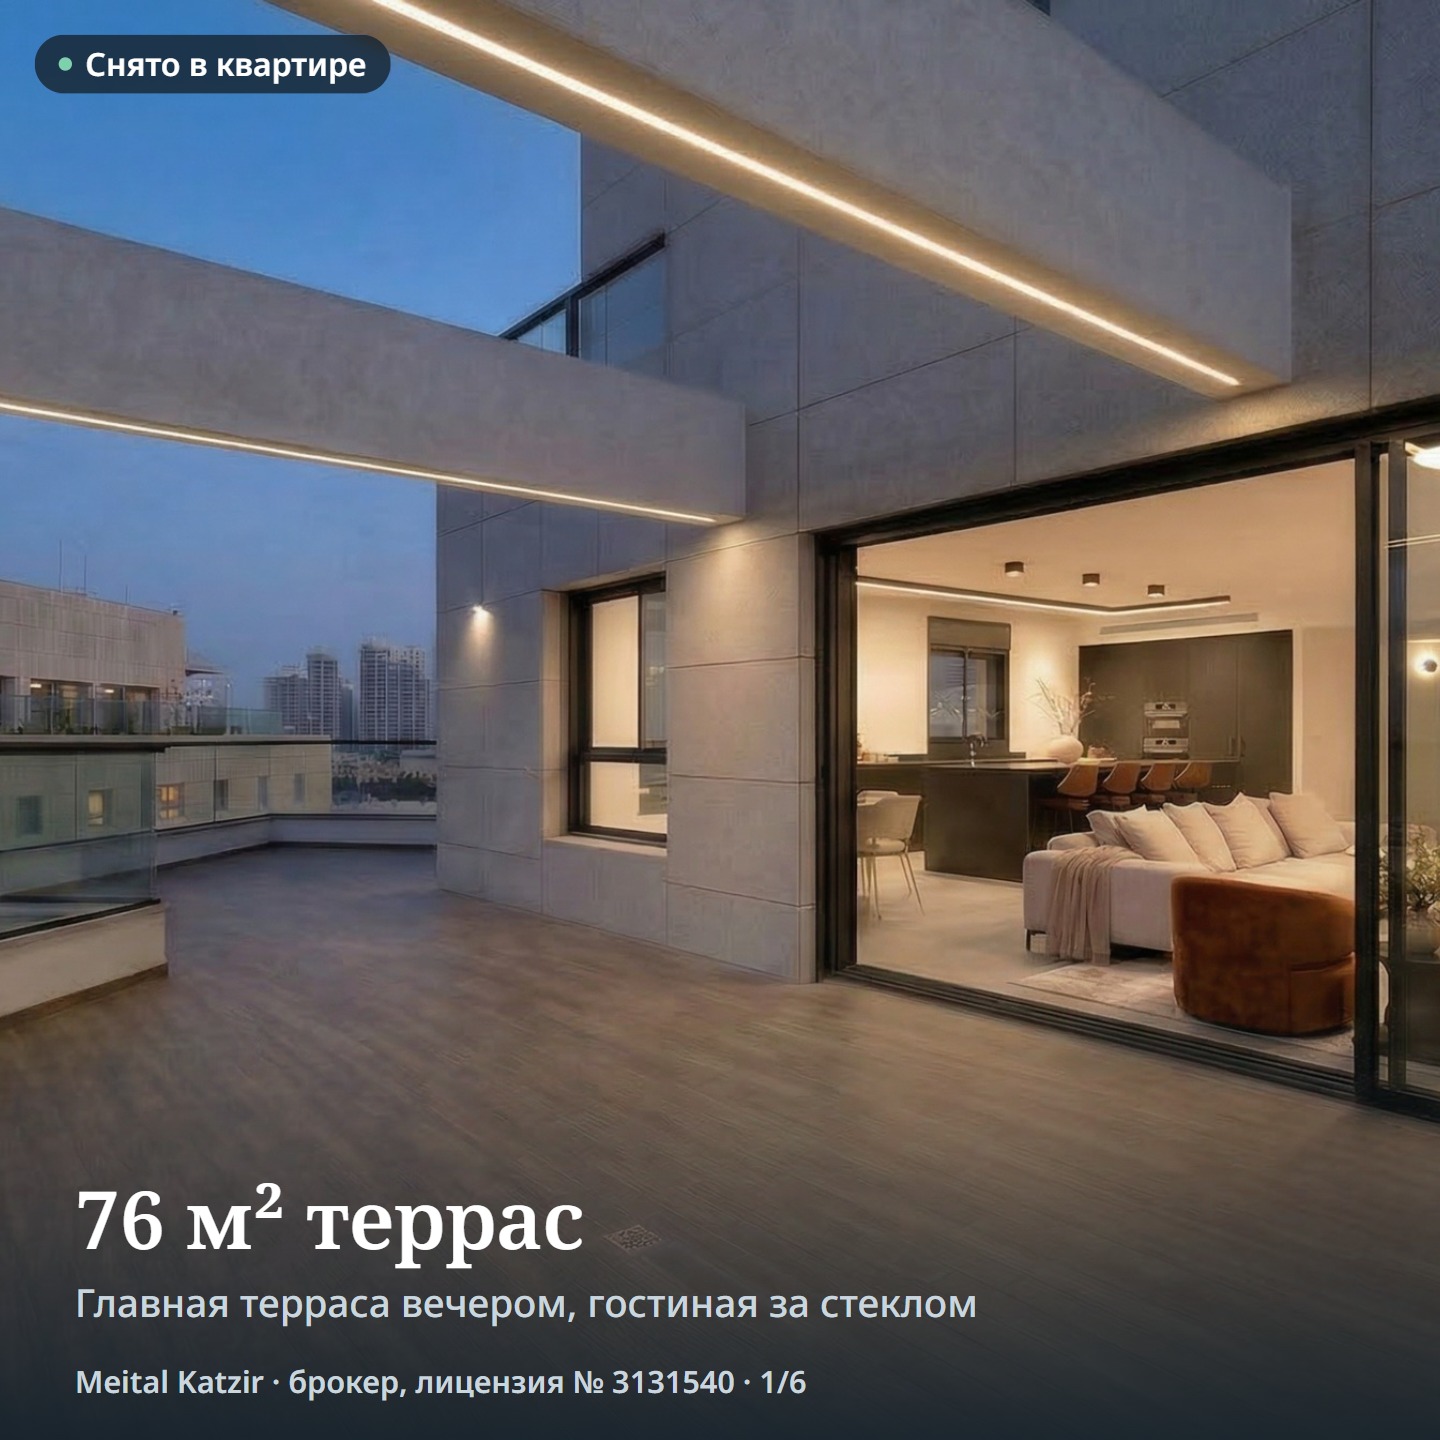 Снято в квартире
76 м² террас
Главная терраса вечером, гостиная за стеклом
Meital Katzir · брокер, лицензия № 3131540 · 1/6